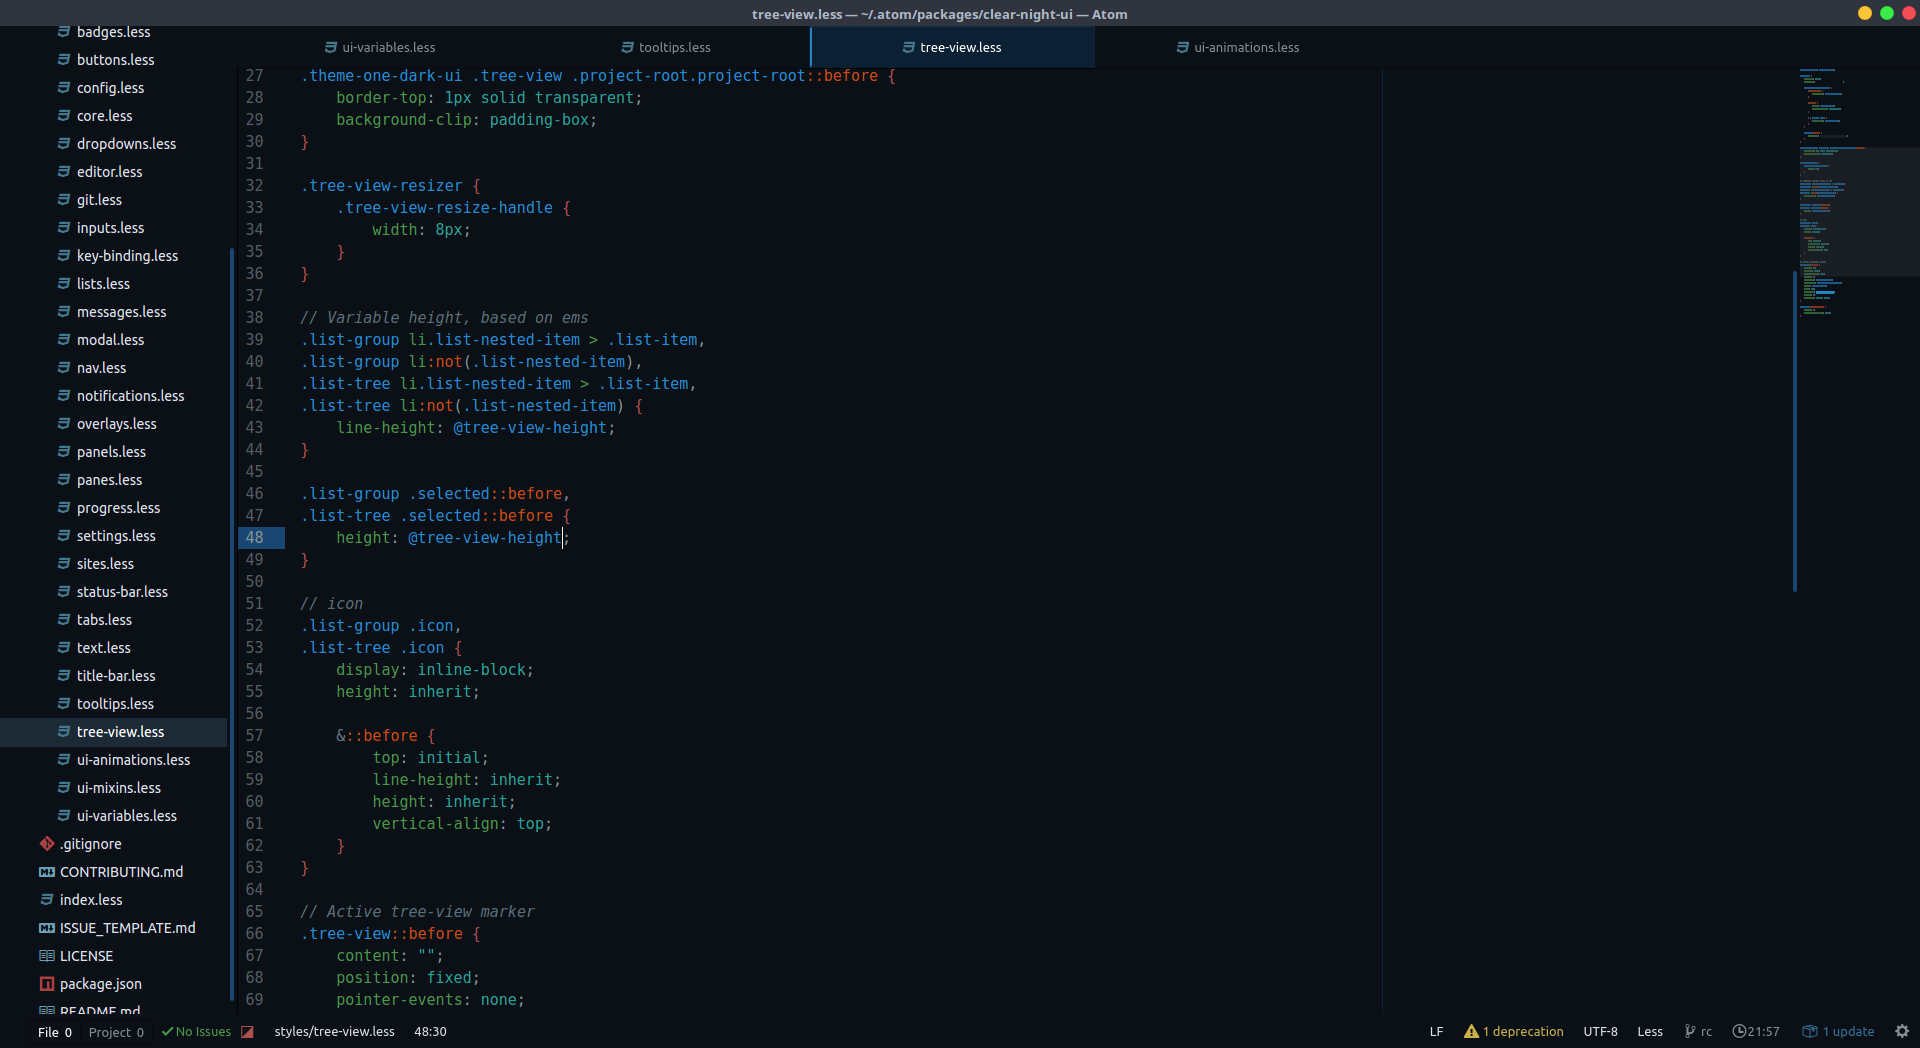 tree-view.less — ~/.atom/packages/clear-night-ui — Atom
badges.less
buttons.less
config.less
core.less
dropdowns.less
editor.less
git.less
inputs.less
key-binding.less
lists.less
messages.less
modal.less
nav.less
notifications.less
overlays.less
panels.less
panes.less
progress.less
settings.less
sites.less
status-bar.less
tabs.less
text.less
title-bar.less
tooltips.less
tree-view.less
ui-animations.less
ui-mixins.less
ui-variables.less
.gitignore
CONTRIBUTING.md
index.less
ISSUE_TEMPLATE.md
LICENSE
package.json
README.md
ui-variables.less
tooltips.less
tree-view.less
ui-animations.less
27 .theme-one-dark-ui .tree-view .project-root.project-root::before {
28 border-top: 1px solid transparent;
29 background-clip: padding-box;
30 }
31
32 .tree-view-resizer {
33 .tree-view-resize-handle {
34 width: 8px;
35 }
36 }
37
38 // Variable height, based on ems
39 .list-group li.list-nested-item > .list-item,
40 .list-group li:not(.list-nested-item),
41 .list-tree li.list-nested-item > .list-item,
42 .list-tree li:not(.list-nested-item) {
43 line-height: @tree-view-height;
44 }
45
46 .list-group .selected::before,
47 .list-tree .selected::before {
48 height: @tree-view-height;
49 }
50
51 // icon
52 .list-group .icon,
53 .list-tree .icon {
54 display: inline-block;
55 height: inherit;
56
57 &::before {
58 top: initial;
59 line-height: inherit;
60 height: inherit;
61 vertical-align: top;
62 }
63 }
64
65 // Active tree-view marker
66 .tree-view::before {
67 content: "";
68 position: fixed;
69 pointer-events: none;
File 0 Project 0 No Issues styles/tree-view.less 48:30 LF 1 deprecation UTF-8 Less rc 21:57 1 update